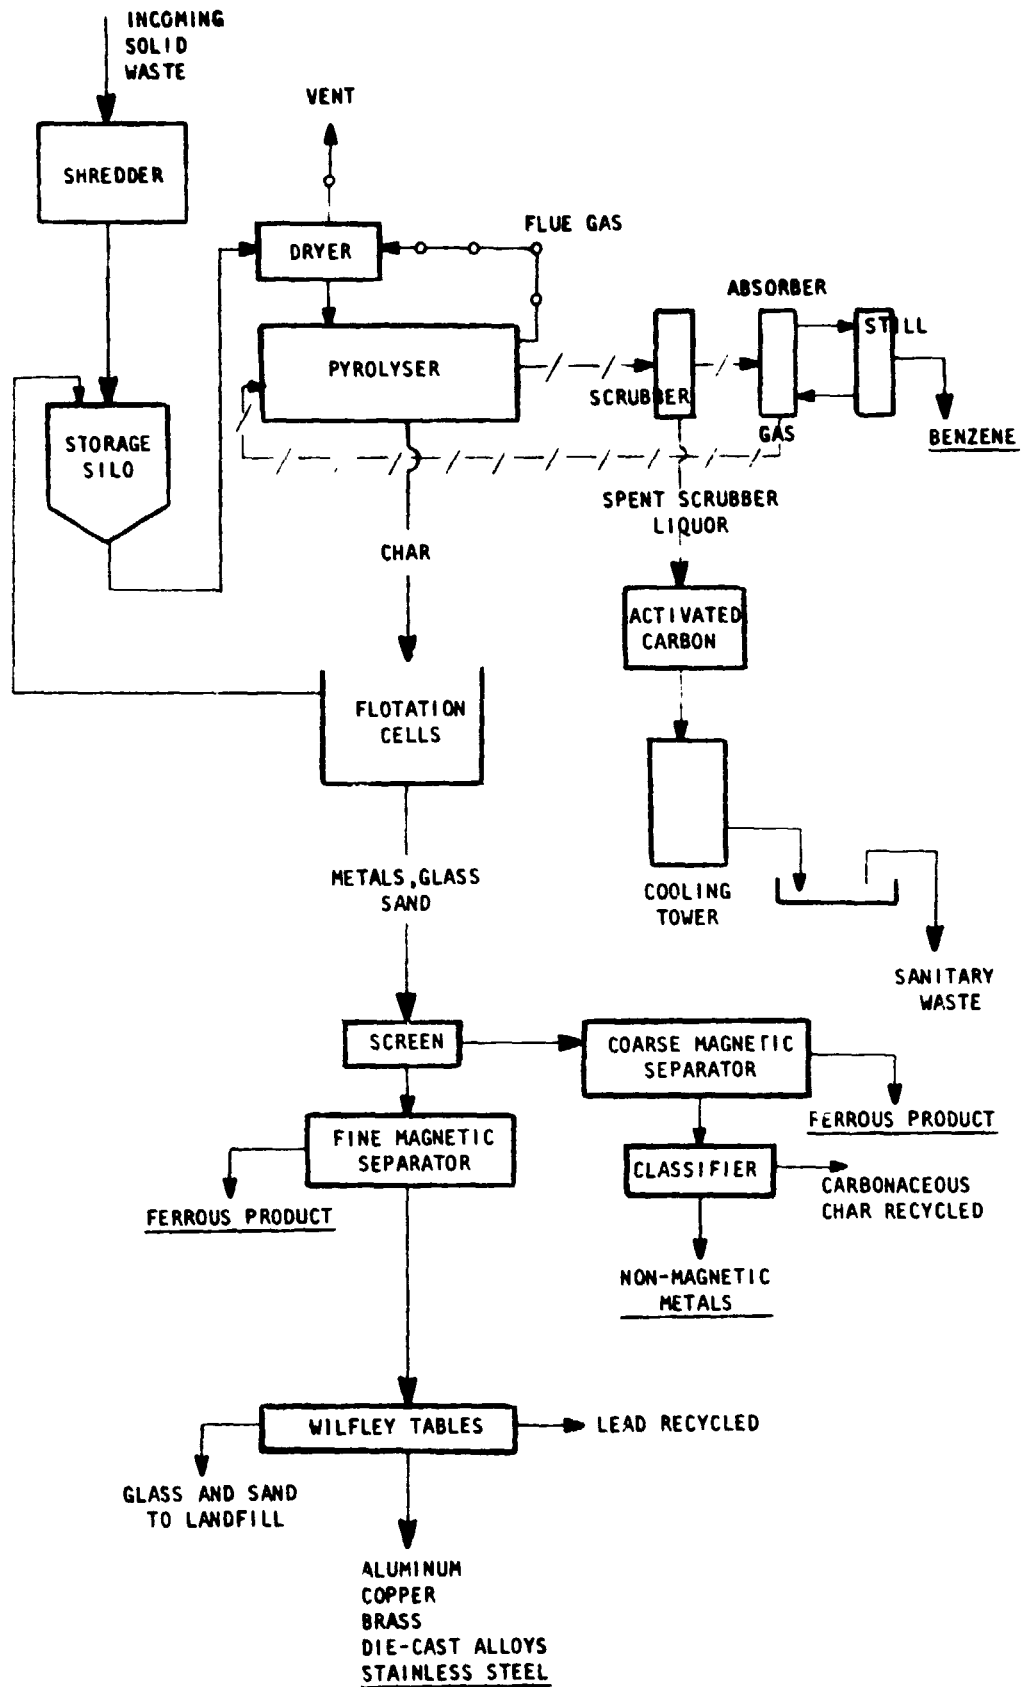 INCOMING
SOLID
WASTE
VENT
SHREDDER
FLUE GAS
DRYER
ABSORBER
STILL
PYROLYSER
SCRUBBER
GAS
BENZENE
STORAGE
SILO
SPENT SCRUBBER
LIQUOR
CHAR
ACTIVATED
CARBON
FLOTATION
CELLS
METALS,GLASS
SAND
COOLING
TOWER
SANITARY
WASTE
SCREEN
COARSE MAGNETIC
SEPARATOR
FERROUS PRODUCT
FINE MAGNETIC
SEPARATOR
CLASSIFIER
CARBONACEOUS
CHAR RECYCLED
FERROUS PRODUCT
NON-MAGNETIC
METALS
WILFLEY TABLES
LEAD RECYCLED
GLASS AND SAND
TO LANDFILL
ALUMINUM
COPPER
BRASS
DIE-CAST ALLOYS
STAINLESS STEEL